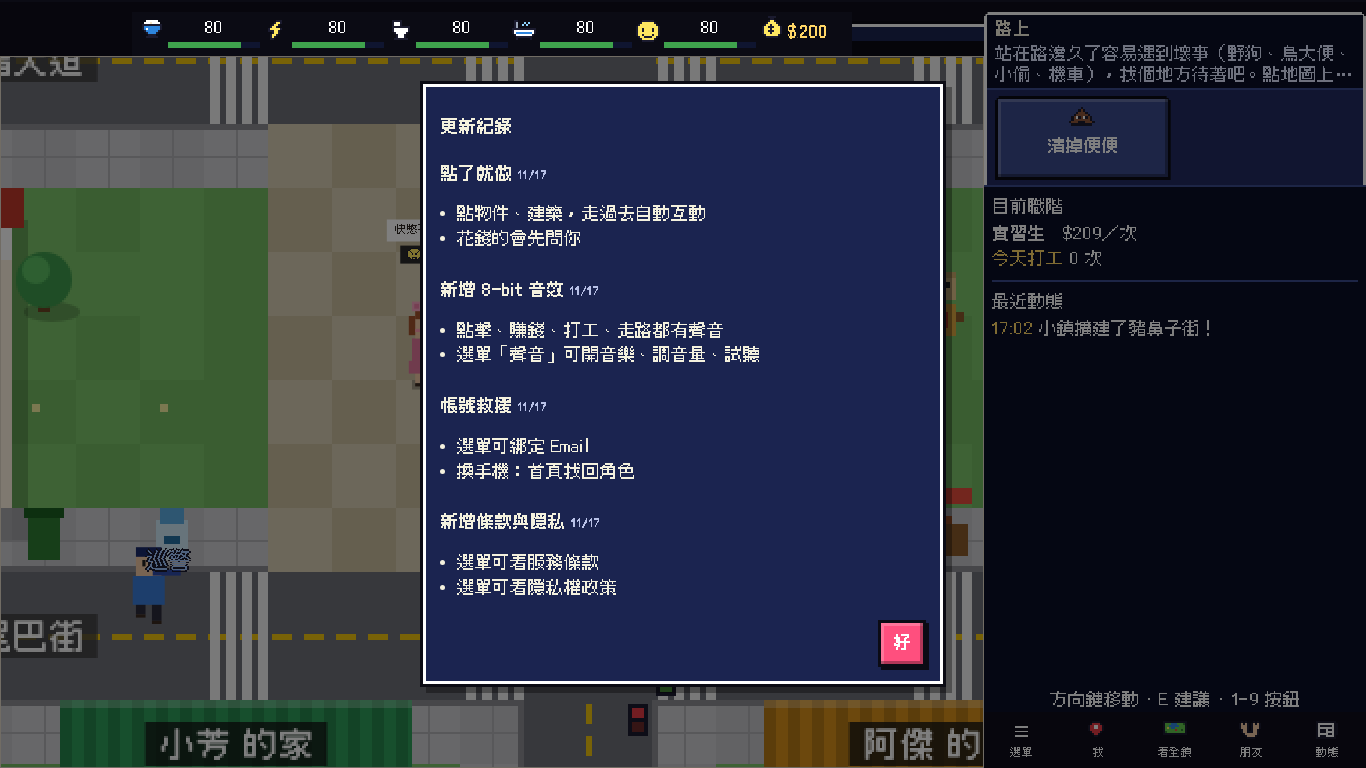 80 80 80 80 80 $200
路上
站在路邊久了容易遇到壞事（野狗、鳥大便、
小偷、機車），找個地方待著吧。點地圖上…
清掉便便
目前職階
實習生 $209／次
今天打工 0 次
最近動態
17:02 小鎮擴建了豬鼻子街！
更新紀錄
點了就做 11/17
• 點物件、建築，走過去自動互動
• 花錢的會先問你
新增 8-bit 音效 11/17
• 點擊、賺錢、打工、走路都有聲音
• 選單「聲音」可開音樂、調音量、試聽
帳號救援 11/17
• 選單可綁定 Email
• 換手機：首頁找回角色
新增條款與隱私 11/17
• 選單可看服務條款
• 選單可看隱私權政策
好
巡警
尾巴街
小芳 的家
阿傑 的
方向鍵移動 · E 建議 · 1-9 按鈕
選單 我 看全鎮 朋友 動態